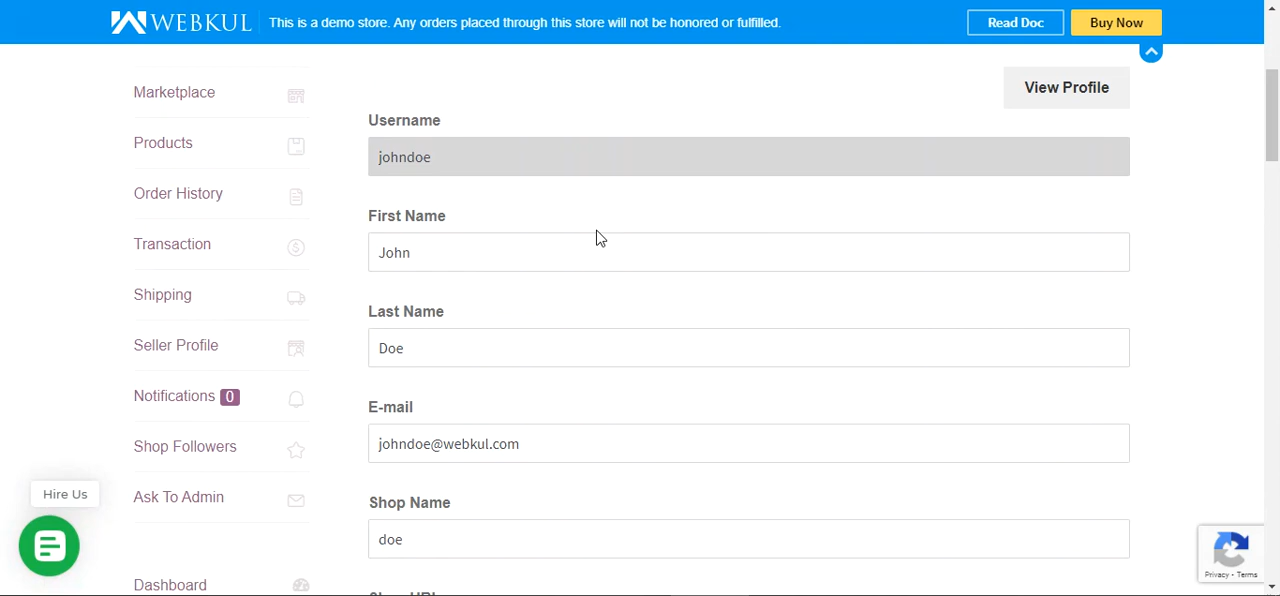 WEBKUL
This is a demo store. Any orders placed through this store will not be honored or fulfilled.
Read Doc
Buy Now
Marketplace
Products
Order History
Transaction
Shipping
Seller Profile
Notifications 0
Shop Followers
Ask To Admin
Dashboard
View Profile
Username
johndoe
First Name
John
Last Name
Doe
E-mail
johndoe@webkul.com
Shop Name
doe
Hire Us
Privacy - Terms